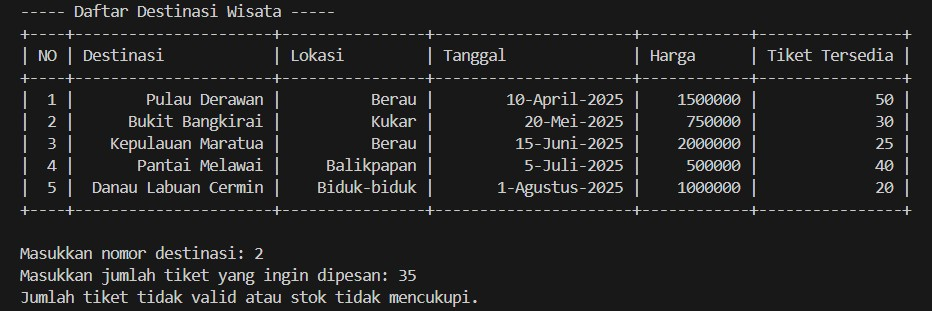 ----- Daftar Destinasi Wisata -----
+----+----------------------+----------------+----------------------+------------+----------------+
| NO | Destinasi            | Lokasi         | Tanggal              | Harga      | Tiket Tersedia |
+----+----------------------+----------------+----------------------+------------+----------------+
|  1 |        Pulau Derawan |          Berau |        10-April-2025 |    1500000 |             50 |
|  2 |      Bukit Bangkirai |          Kukar |          20-Mei-2025 |     750000 |             30 |
|  3 |    Kepulauan Maratua |          Berau |         15-Juni-2025 |    2000000 |             25 |
|  4 |       Pantai Melawai |     Balikpapan |          5-Juli-2025 |     500000 |             40 |
|  5 |  Danau Labuan Cermin |    Biduk-biduk |       1-Agustus-2025 |    1000000 |             20 |
+----+----------------------+----------------+----------------------+------------+----------------+
Masukkan nomor destinasi: 2
Masukkan jumlah tiket yang ingin dipesan: 35
Jumlah tiket tidak valid atau stok tidak mencukupi.